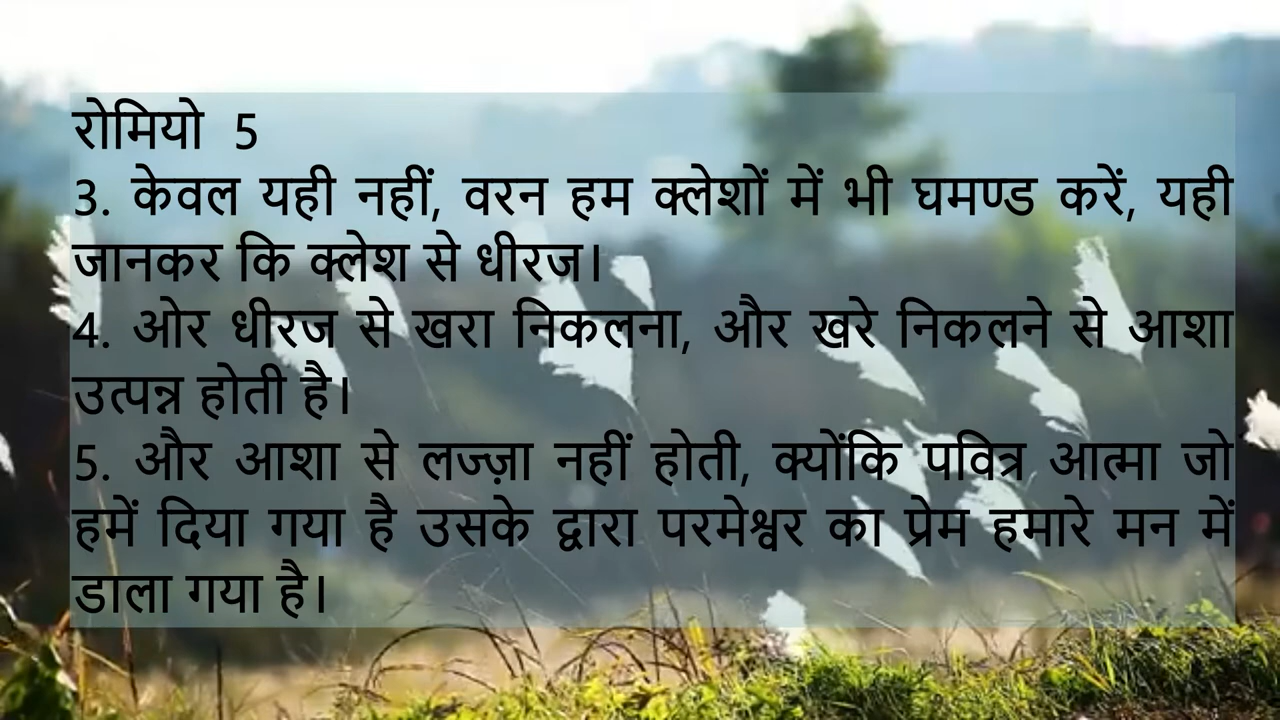 रोमियो 5
3. केवल यही नहीं, वरन हम क्लेशों में भी घमण्ड करें, यही
जानकर कि क्लेश से धीरज।
4. ओर धीरज से खरा निकलना, और खरे निकलने से आशा
उत्पन्न होती है।
5. और आशा से लज्ज़ा नहीं होती, क्योंकि पवित्र आत्मा जो
हमें दिया गया है उसके द्वारा परमेश्वर का प्रेम हमारे मन में
डाला गया है।